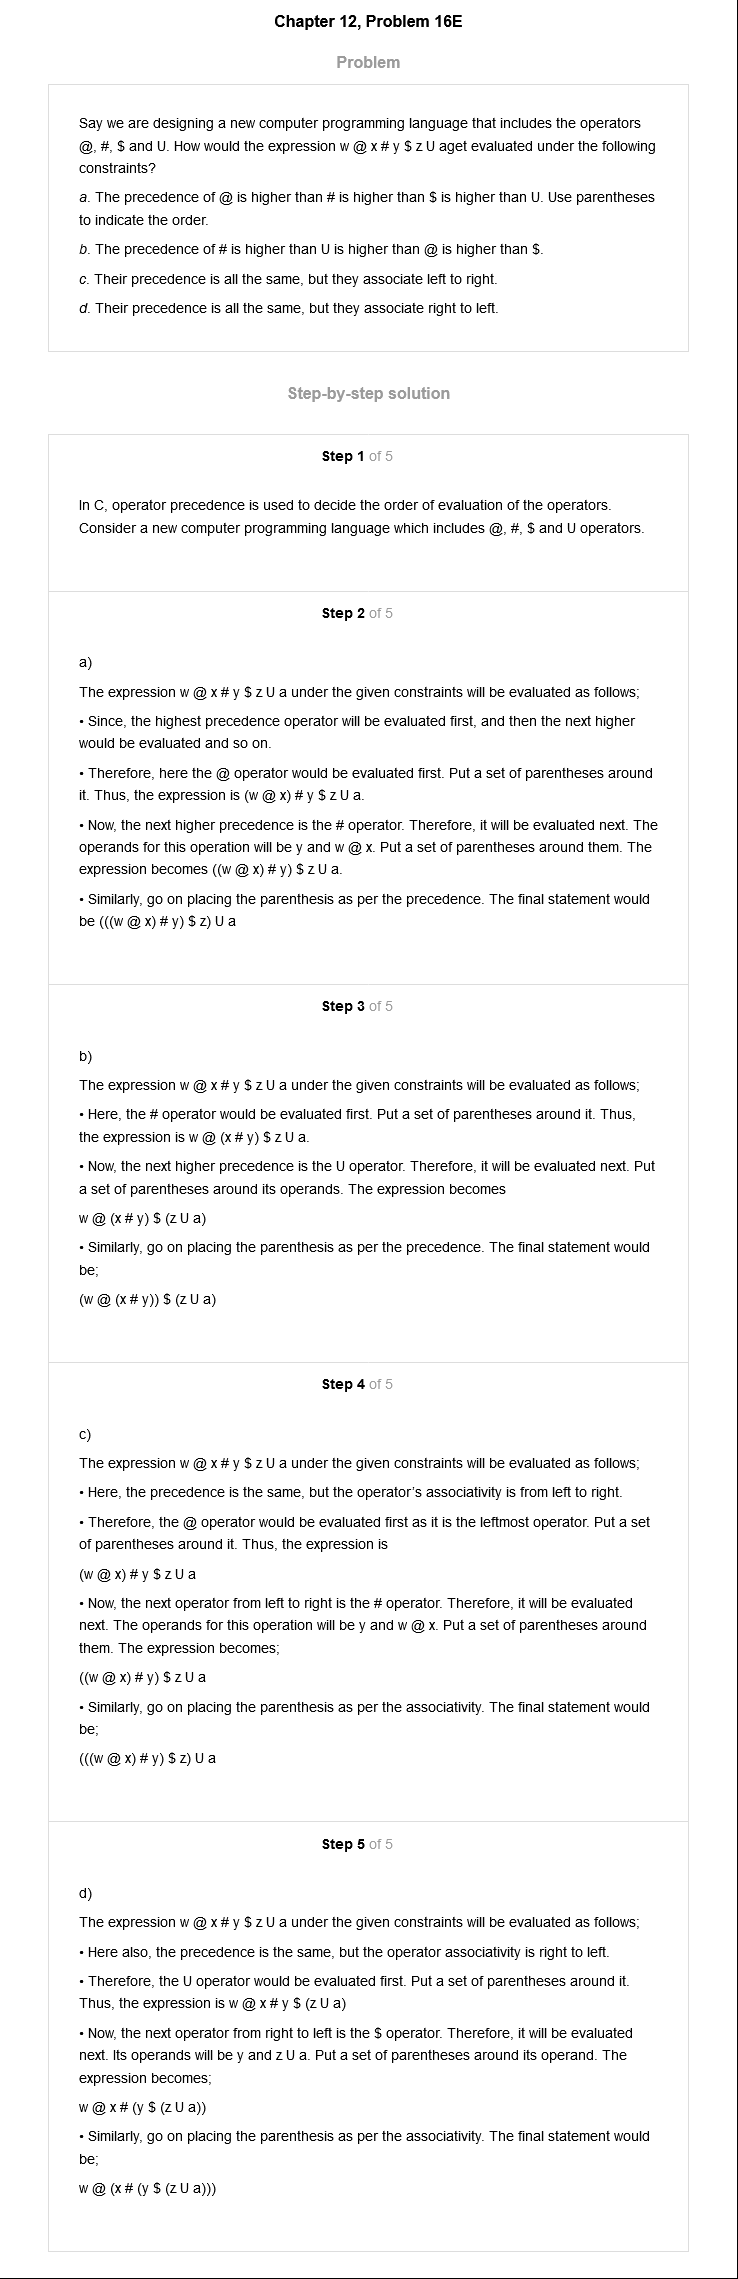 Chapter 12, Problem 16E
Problem
Say we are designing a new computer programming language that includes the operators
@, #, $ and U. How would the expression w @ x # y $ z U aget evaluated under the following
constraints?
a. The precedence of @ is higher than # is higher than $ is higher than U. Use parentheses
to indicate the order.
b. The precedence of # is higher than U is higher than @ is higher than $.
c. Their precedence is all the same, but they associate left to right.
d. Their precedence is all the same, but they associate right to left.
Step-by-step solution
Step 1 of 5
In C, operator precedence is used to decide the order of evaluation of the operators.
Consider a new computer programming language which includes @, #, $ and U operators.
Step 2 of 5
a)
The expression w @ x # y $ z U a under the given constraints will be evaluated as follows;
• Since, the highest precedence operator will be evaluated first, and then the next higher
would be evaluated and so on.
• Therefore, here the @ operator would be evaluated first. Put a set of parentheses around
it. Thus, the expression is (w @ x) # y $ z U a.
• Now, the next higher precedence is the # operator. Therefore, it will be evaluated next. The
operands for this operation will be y and w @ x. Put a set of parentheses around them. The
expression becomes ((w @ x) # y) $ z U a.
• Similarly, go on placing the parenthesis as per the precedence. The final statement would
be (((w @ x) # y) $ z) U a
Step 3 of 5
b)
The expression w @ x # y $ z U a under the given constraints will be evaluated as follows;
• Here, the # operator would be evaluated first. Put a set of parentheses around it. Thus,
the expression is w @ (x # y) $ z U a.
• Now, the next higher precedence is the U operator. Therefore, it will be evaluated next. Put
a set of parentheses around its operands. The expression becomes
w @ (x # y) $ (z U a)
• Similarly, go on placing the parenthesis as per the precedence. The final statement would
be;
(w @ (x # y)) $ (z U a)
Step 4 of 5
c)
The expression w @ x # y $ z U a under the given constraints will be evaluated as follows;
• Here, the precedence is the same, but the operator's associativity is from left to right.
• Therefore, the @ operator would be evaluated first as it is the leftmost operator. Put a set
of parentheses around it. Thus, the expression is
(w @ x) # y $ z U a
• Now, the next operator from left to right is the # operator. Therefore, it will be evaluated
next. The operands for this operation will be y and w @ x. Put a set of parentheses around
them. The expression becomes;
((w @ x) # y) $ z U a
• Similarly, go on placing the parenthesis as per the associativity. The final statement would
be;
(((w @ x) # y) $ z) U a
Step 5 of 5
d)
The expression w @ x # y $ z U a under the given constraints will be evaluated as follows;
• Here also, the precedence is the same, but the operator associativity is right to left.
• Therefore, the U operator would be evaluated first. Put a set of parentheses around it.
Thus, the expression is w @ x # y $ (z U a)
• Now, the next operator from right to left is the $ operator. Therefore, it will be evaluated
next. Its operands will be y and z U a. Put a set of parentheses around its operand. The
expression becomes;
w @ x # (y $ (z U a))
• Similarly, go on placing the parenthesis as per the associativity. The final statement would
be;
w @ (x # (y $ (z U a)))